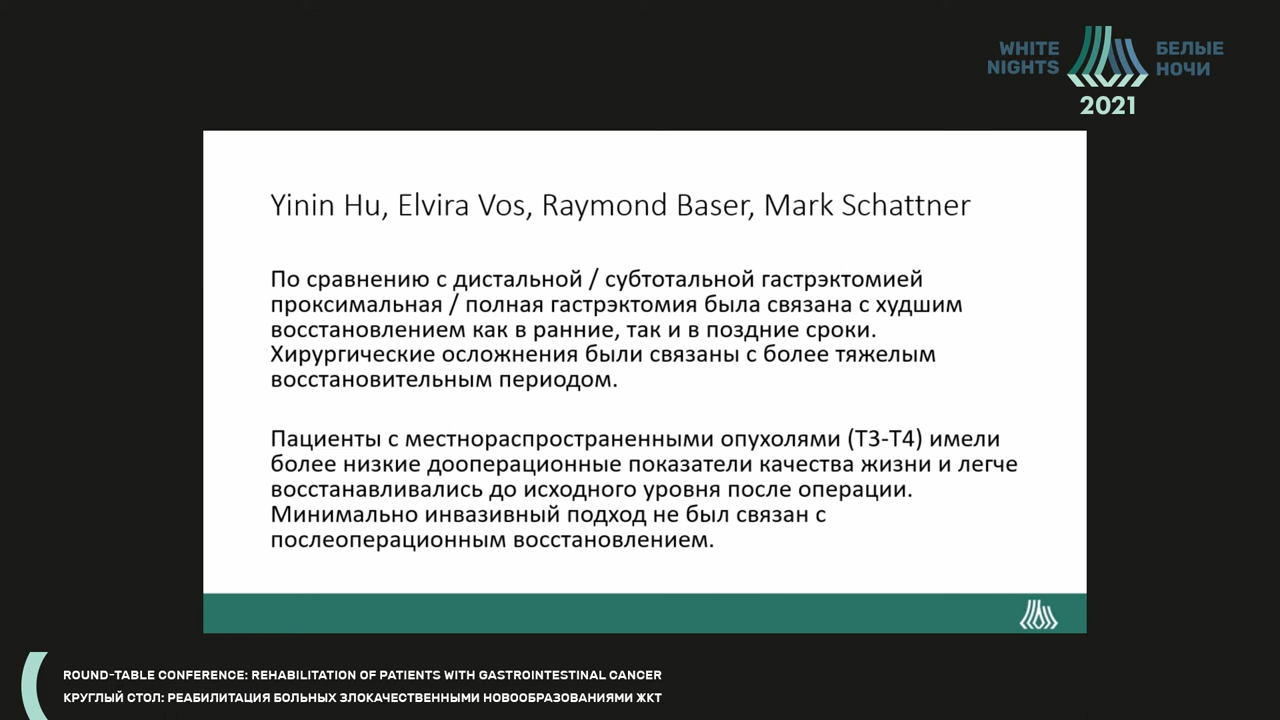 WHITE NIGHTS
БЕЛЫЕ НОЧИ
2021
Yinin Hu, Elvira Vos, Raymond Baser, Mark Schattner
По сравнению с дистальной / субтотальной гастрэктомией
проксимальная / полная гастрэктомия была связана с худшим
восстановлением как в ранние, так и в поздние сроки.
Хирургические осложнения были связаны с более тяжелым
восстановительным периодом.
Пациенты с местнораспространенными опухолями (T3-T4) имели
более низкие дооперационные показатели качества жизни и легче
восстанавливались до исходного уровня после операции.
Минимально инвазивный подход не был связан с
послеоперационным восстановлением.
ROUND-TABLE CONFERENCE: REHABILITATION OF PATIENTS WITH GASTROINTESTINAL CANCER
КРУГЛЫЙ СТОЛ: РЕАБИЛИТАЦИЯ БОЛЬНЫХ ЗЛОКАЧЕСТВЕННЫМИ НОВООБРАЗОВАНИЯМИ ЖКТ